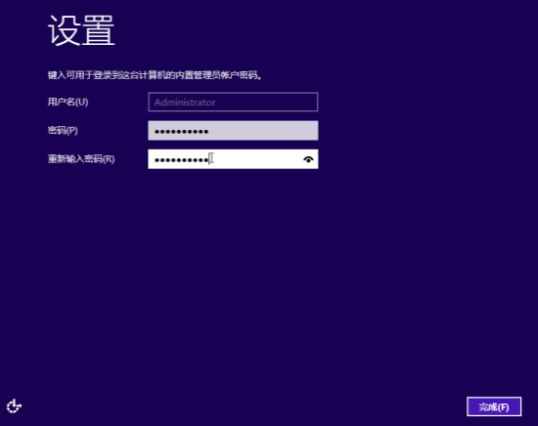 设置
键入可用于登录到这台计算机的内置管理员帐户密码。
用户名(U) Administrator
密码(P) ••••••••••
重新输入密码(R) ••••••••••
完成(F)